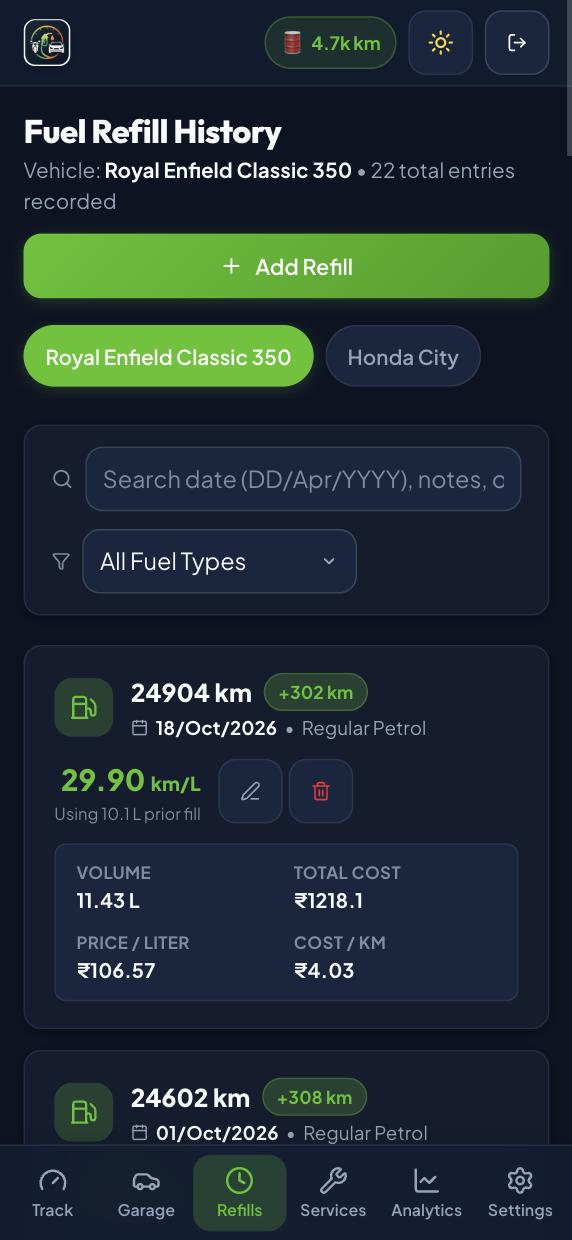 4.7k km
Fuel Refill History
Vehicle: Royal Enfield Classic 350 • 22 total entries
recorded
+ Add Refill
Royal Enfield Classic 350
Honda City
Search date (DD/Apr/YYYY), notes, c
All Fuel Types
24904 km +302 km
18/Oct/2026 • Regular Petrol
29.90 km/L
Using 10.1 L prior fill
VOLUME TOTAL COST
11.43 L ₹1218.1
PRICE / LITER COST / KM
₹106.57 ₹4.03
24602 km +308 km
01/Oct/2026 • Regular Petrol
Track Garage Refills Services Analytics Settings